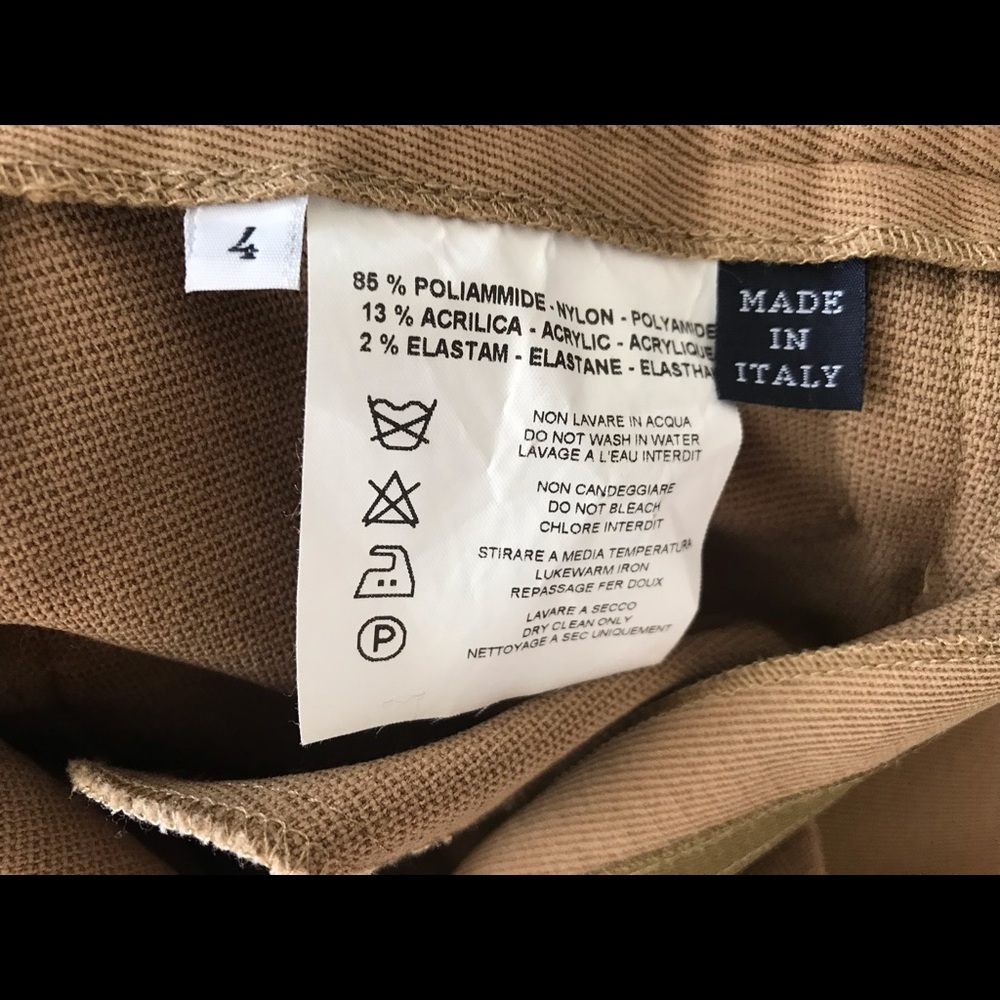 4
85 % POLIAMMIDE - NYLON - POLYAMIDE
13 % ACRILICA - ACRYLIC - ACRYLIQUE
2 % ELASTAM - ELASTANE -
MADE
IN
ITALY
NON LAVARE IN ACQUA
DO NOT WASH IN WATER
LAVAGE A L'EAU INTERDIT
NON CANDEGGIARE
DO NOT BLEACH
CHLORE INTERDIT
STIRARE A MEDIA TEMPERATURA
LUKEWARM IRON
REPASSAGE FER DOUX
P
LAVARE A SECCO
DRY CLEAN ONLY
NETTOYAGE A SEC UNIQUEMENT